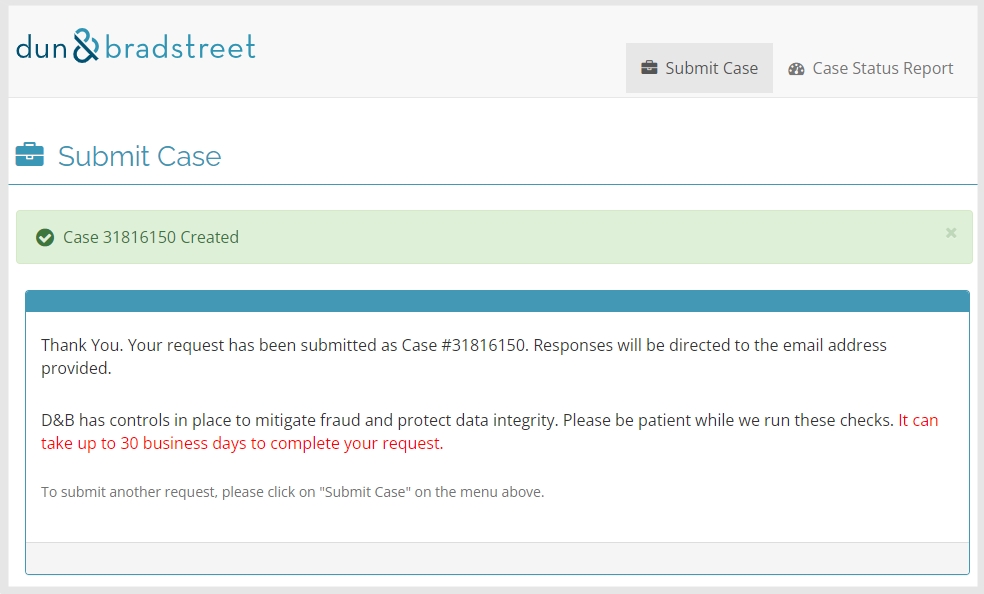 dun & bradstreet
Submit Case
Case Status Report
Submit Case
Case 31816150 Created
×
Thank You. Your request has been submitted as Case #31816150. Responses will be directed to the email address
provided.
D&B has controls in place to mitigate fraud and protect data integrity. Please be patient while we run these checks. It can
take up to 30 business days to complete your request.
To submit another request, please click on "Submit Case" on the menu above.